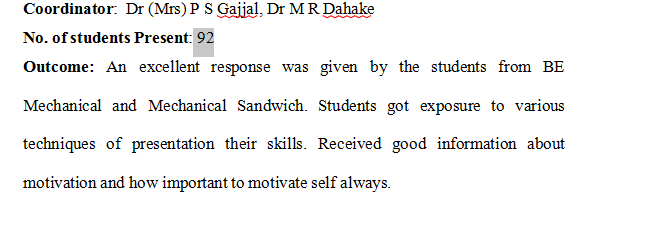 Coordinator: Dr (Mrs) P S Gajjal, Dr M R Dahake
No. of students Present: 92
Outcome: An excellent response was given by the students from BE
Mechanical and Mechanical Sandwich. Students got exposure to various
techniques of presentation their skills. Received good information about
motivation and how important to motivate self always.